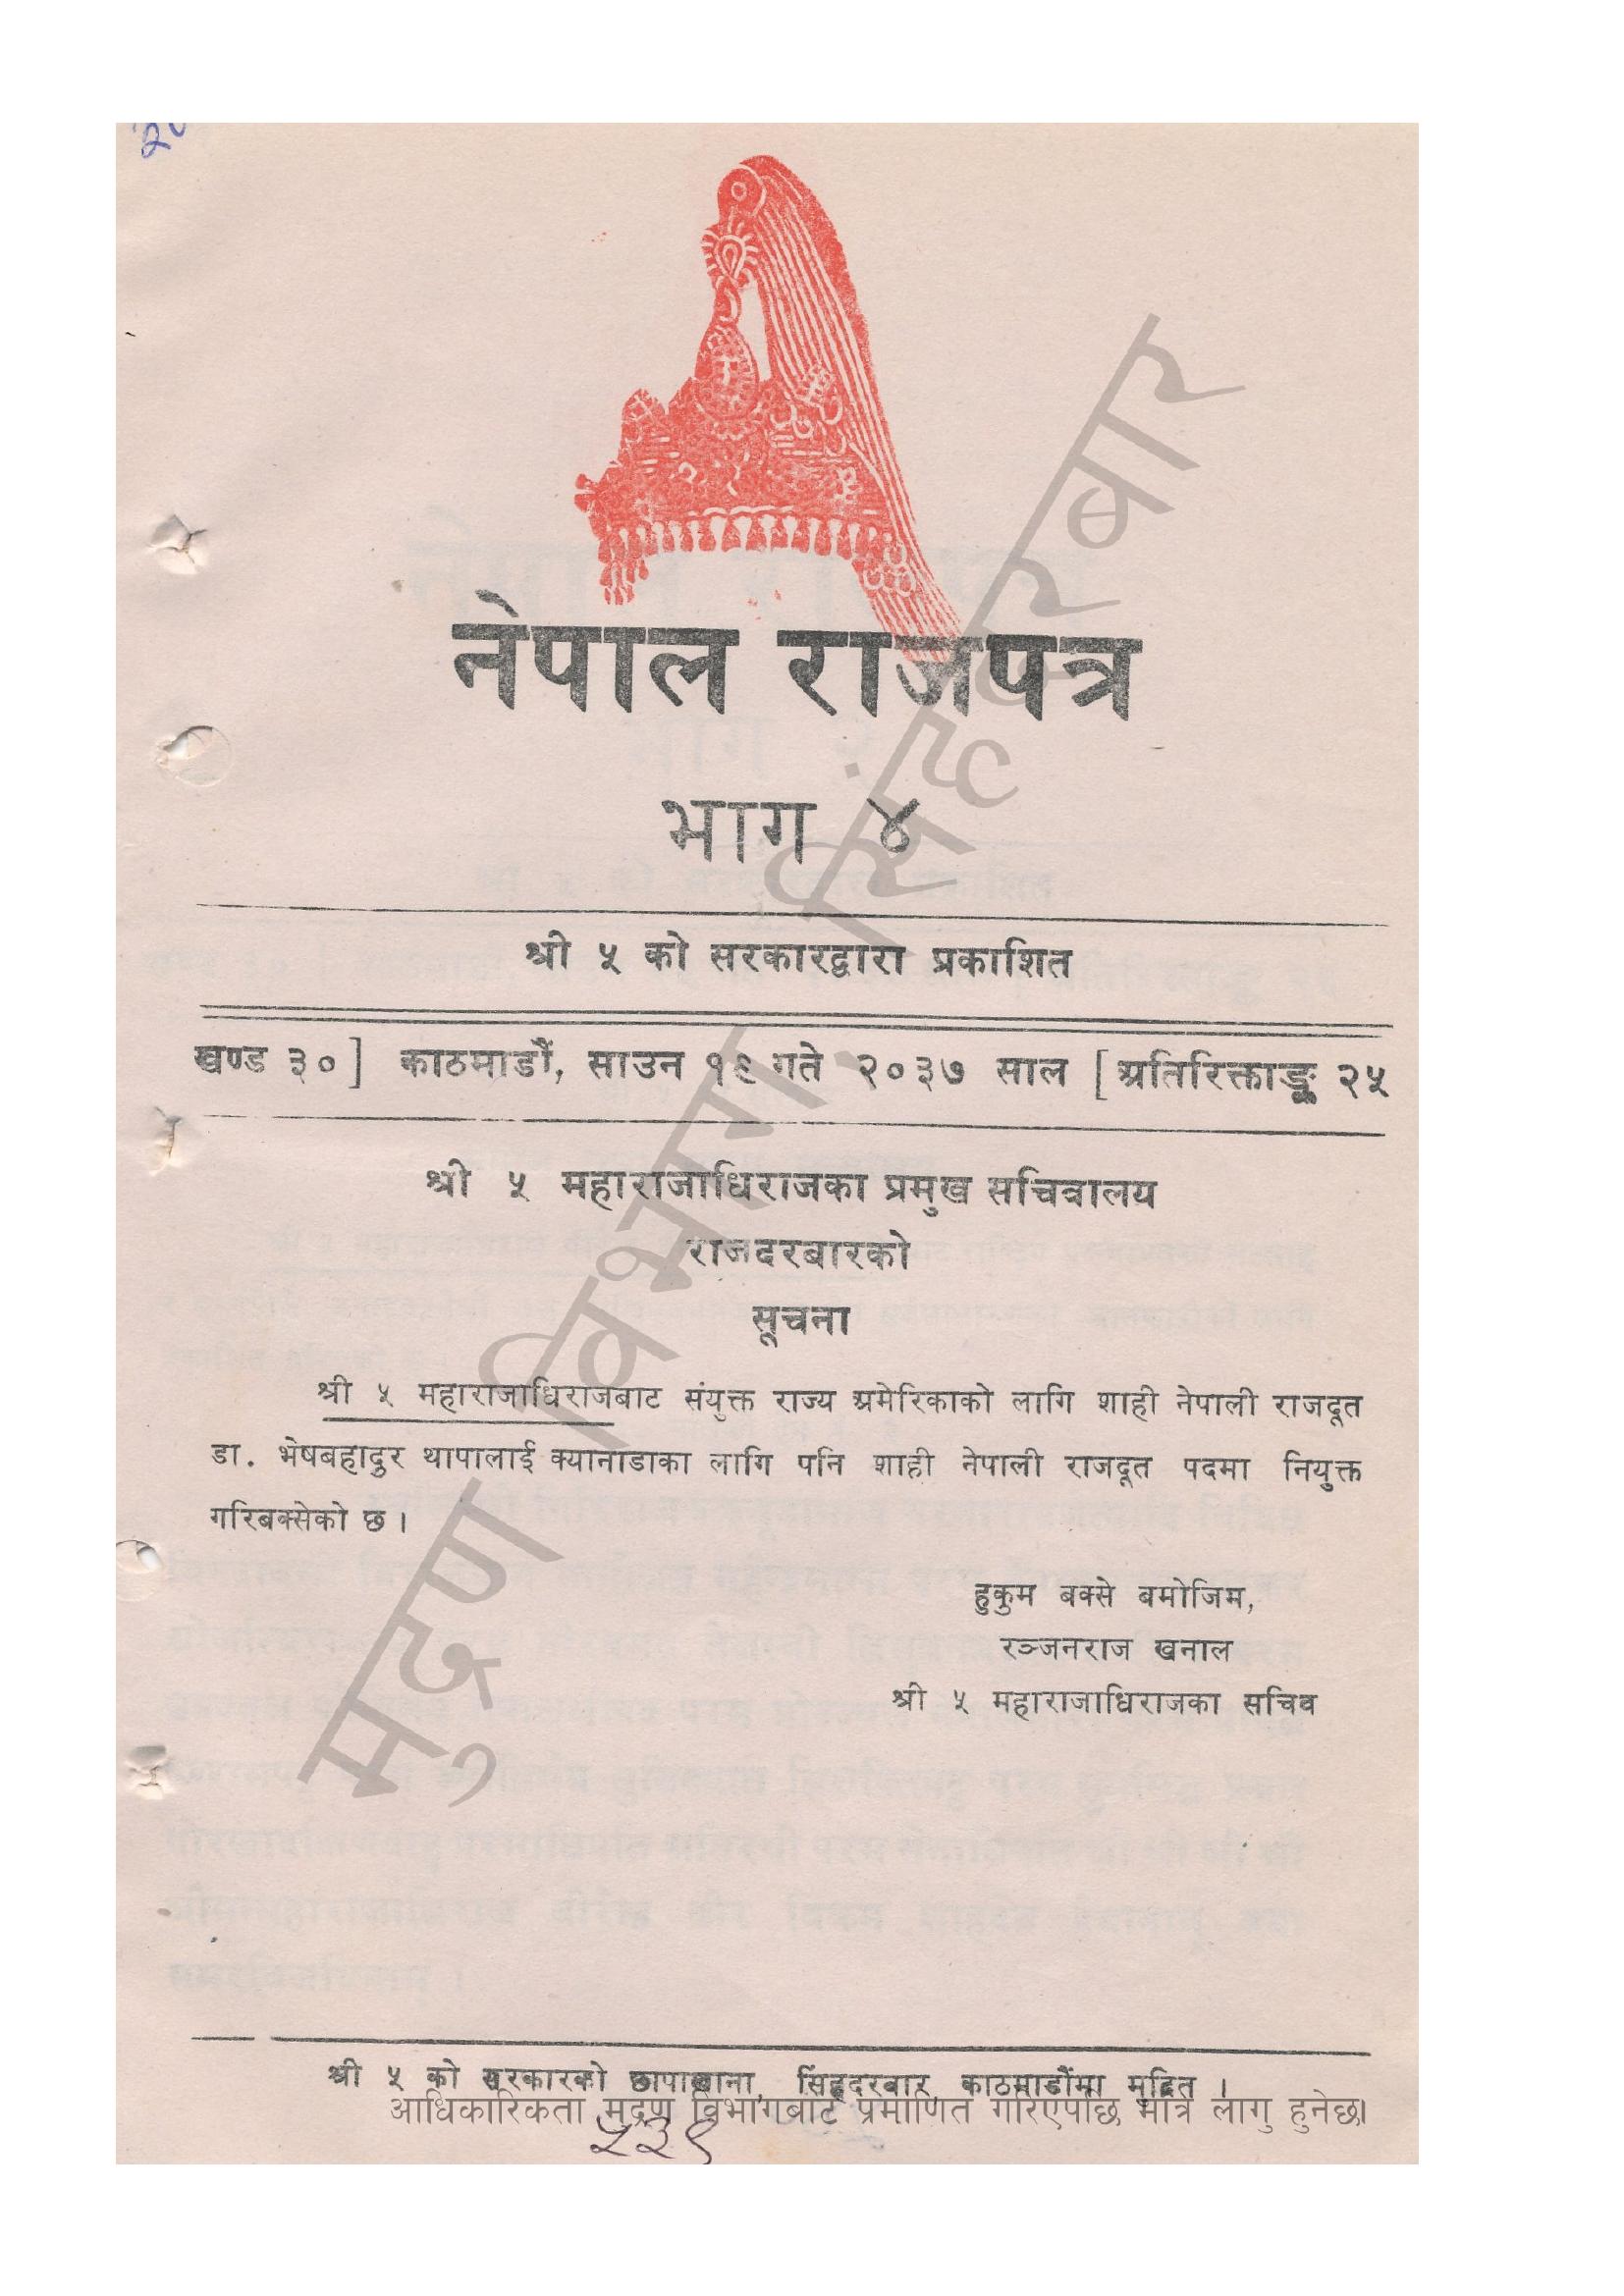 नेपाल राजपत्र
भाग ४
श्री ५ को सरकारद्वारा प्रकाशित
खण्ड ३०] काठमाडौं, साउन १९ गते २०३७ साल [अतिरिक्ताङ्क २५
श्री ५ महाराजाधिराजका प्रमुख सचिवालय
राजदरबारको
सूचना
श्री ५ महाराजाधिराजबाट संयुक्त राज्य अमेरिकाको लागि शाही नेपाली राजदूत
डा. भेषबहादुर थापालाई क्यानाडाका लागि पनि शाही नेपाली राजदूत पदमा नियुक्त
गरिबक्सेको छ ।
हुकुम बक्से बमोजिम,
रञ्जनराज खनाल
श्री ५ महाराजाधिराजका सचिव
मुद्रण विभाग, सिंहदरबार
श्री ५ को सरकारको छापाखाना, सिंहदरबार, काठमाडौंमा मुद्रित ।
आधिकारिकता मुद्रण विभागबाट प्रमाणित गरिएपछि मात्र लागु हुनेछ।
५३९